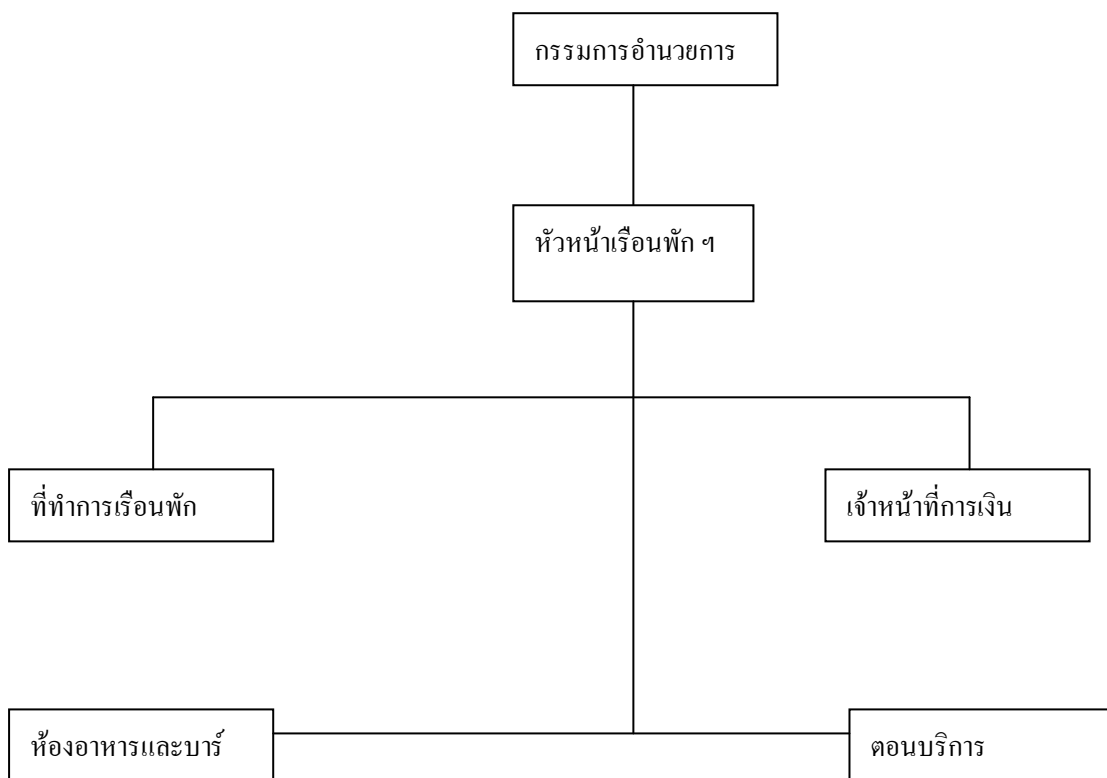 กรรมการอำนวยการ
หัวหน้าเรือนพัก ฯ
ที่ทำการเรือนพัก
เจ้าหน้าที่การเงิน
ห้องอาหารและบาร์
ตอนบริการ